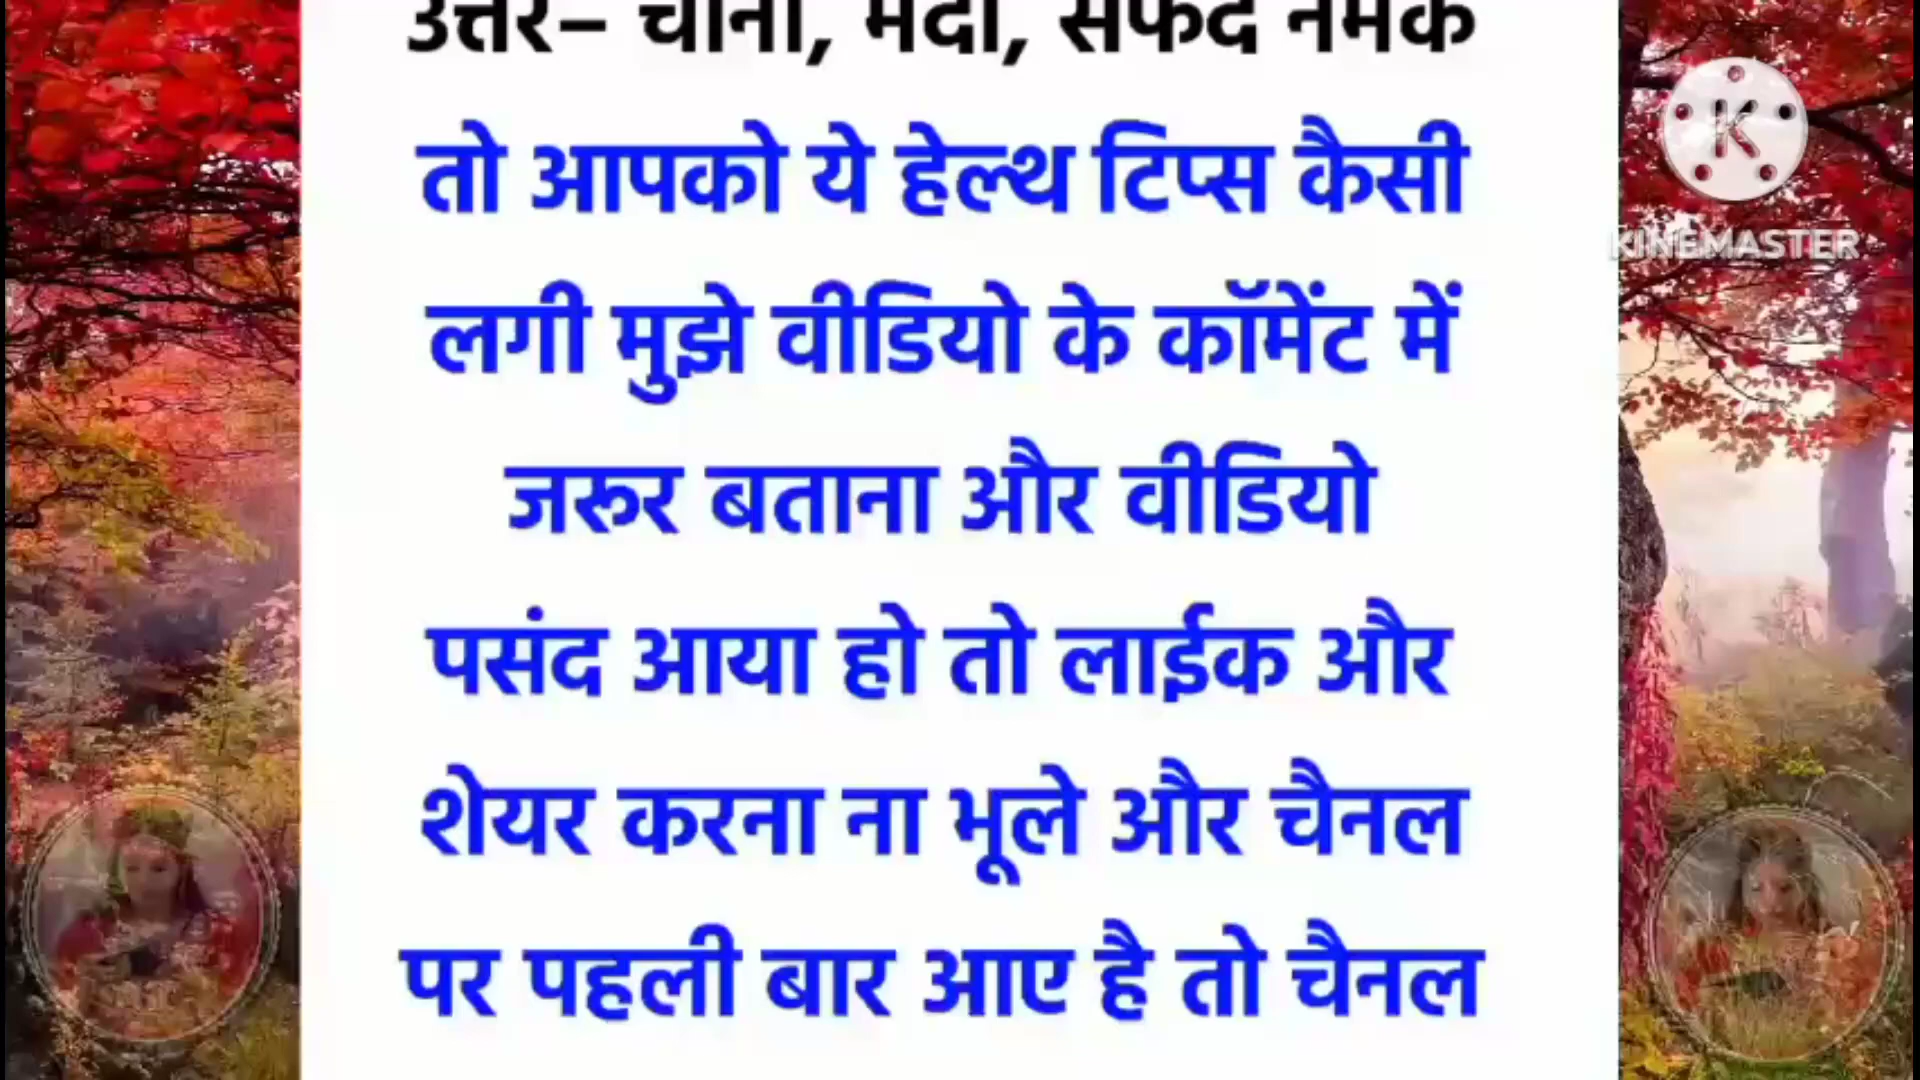 उत्तर– चीनी, मैदा, सफेद नमक
तो आपको ये हेल्थ टिप्स कैसी
लगी मुझे वीडियो के कॉमेंट में
जरूर बताना और वीडियो
पसंद आया हो तो लाईक और
शेयर करना ना भूले और चैनल
पर पहली बार आए है तो चैनल
K
KINEMASTER